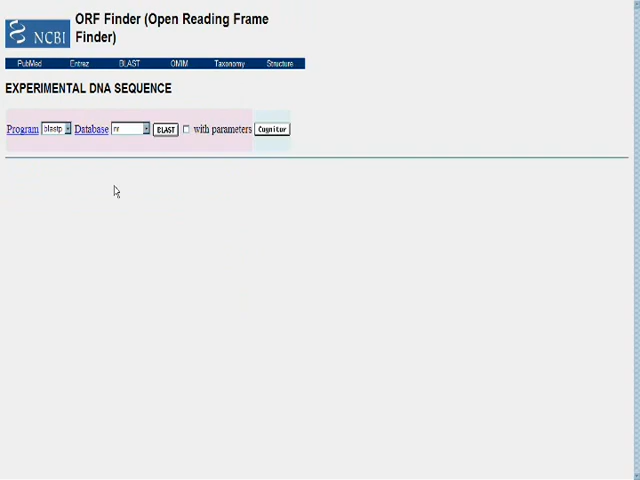 ORF Finder (Open Reading Frame
Finder)
NCBI
PubMed Entrez BLAST OMIM Taxonomy Structure
EXPERIMENTAL DNA SEQUENCE
Program blastp Database nr BLAST with parameters Cognitor